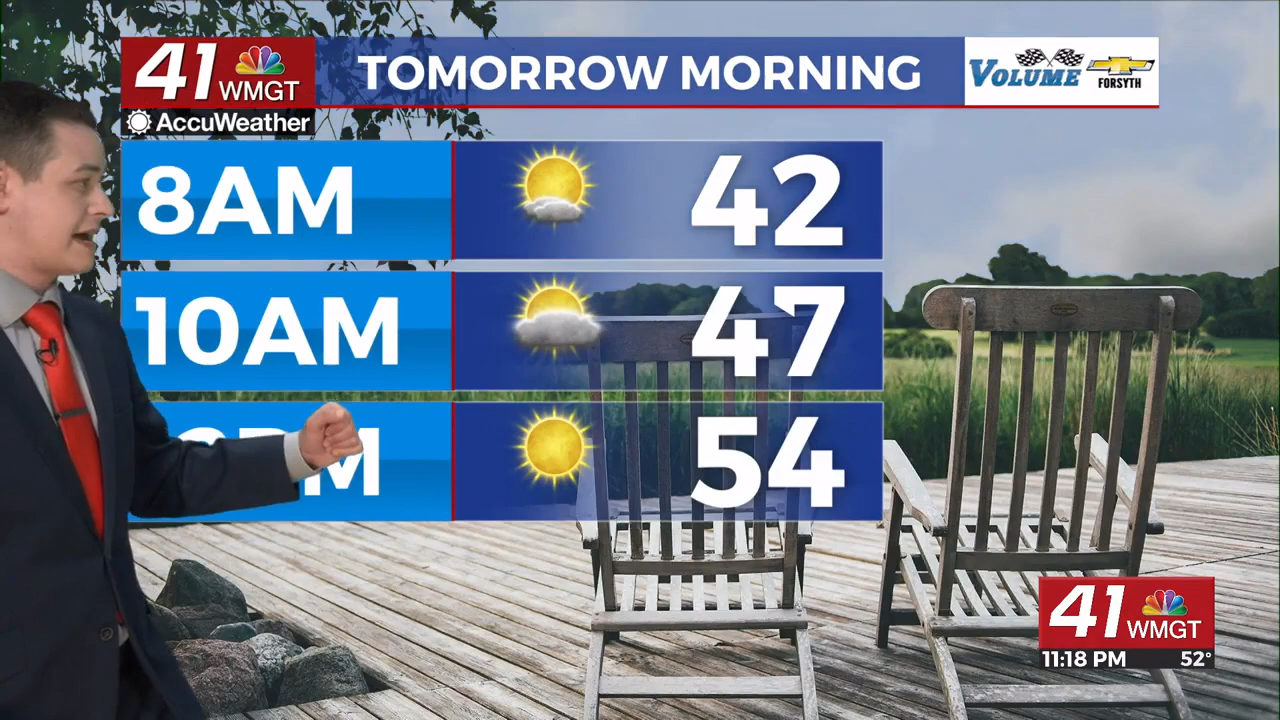 41 WMGT
AccuWeather
TOMORROW MORNING
VOLUME
FORSYTH
8AM 42
10AM 47
54
41 WMGT
11:18 PM 52°